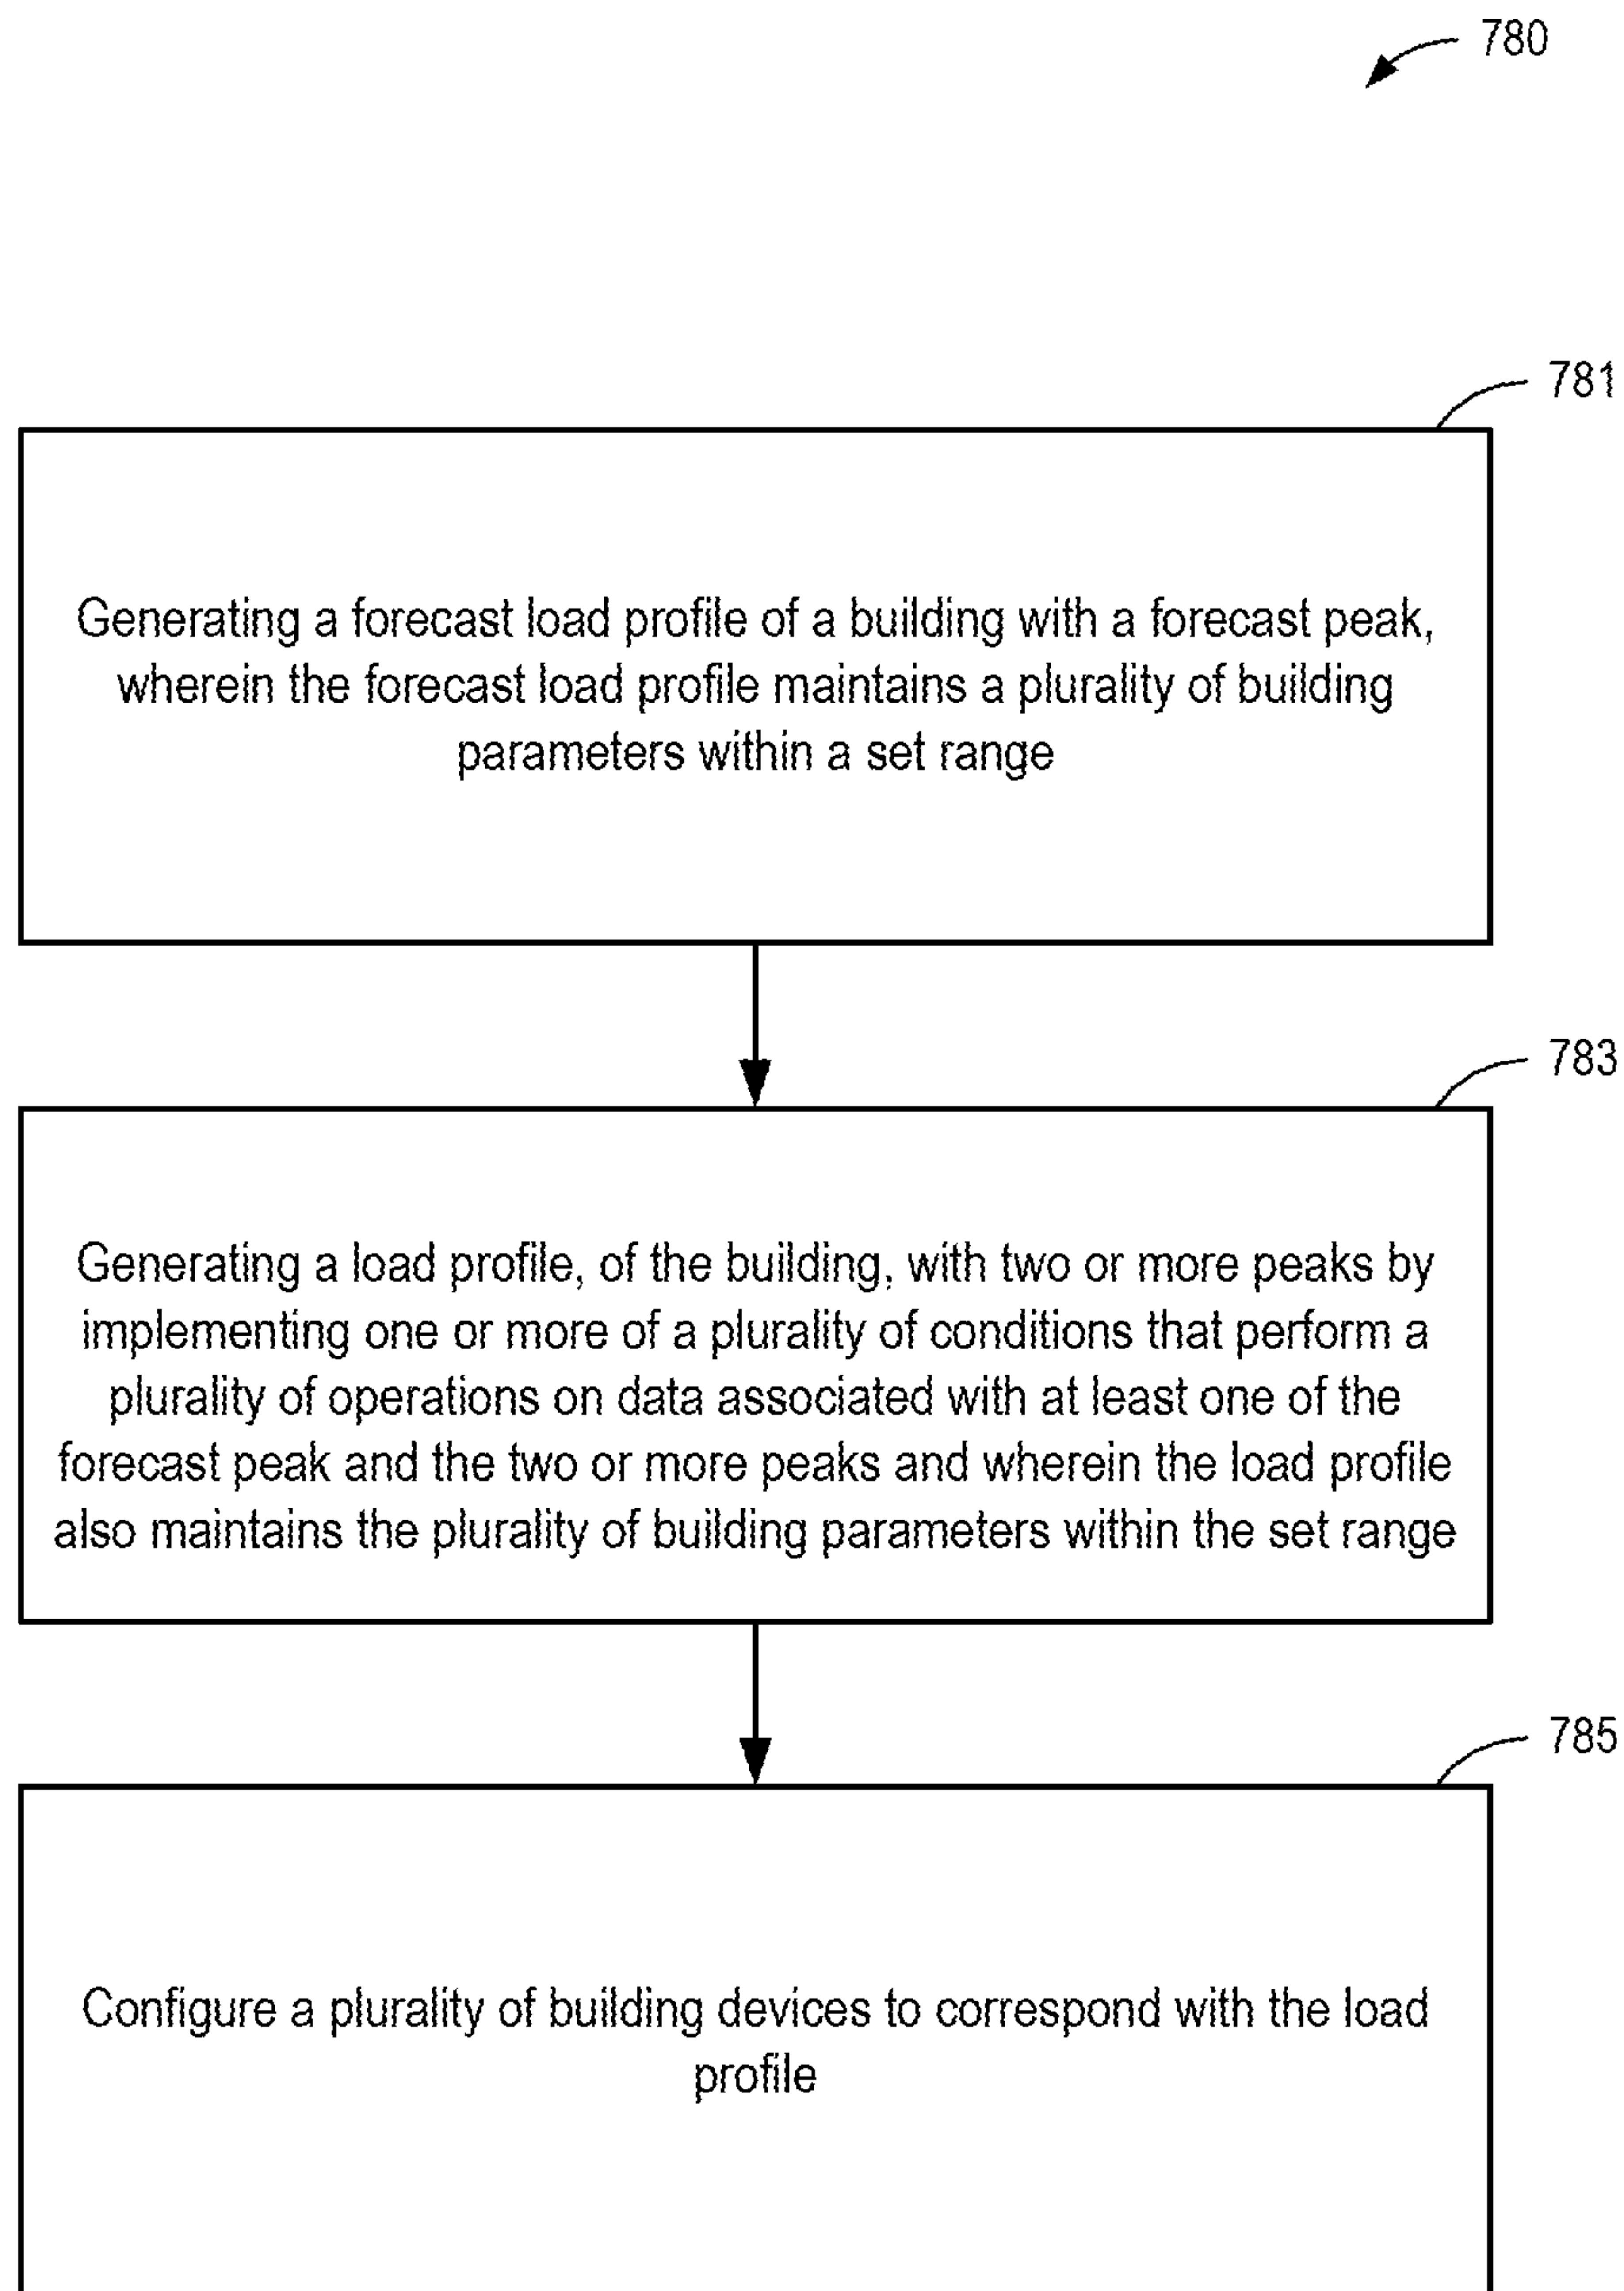 780
781
Generating a forecast load profile of a building with a forecast peak,
wherein the forecast load profile maintains a plurality of building
parameters within a set range
783
Generating a load profile, of the building, with two or more peaks by
implementing one or more of a plurality of conditions that perform a
plurality of operations on data associated with at least one of the
forecast peak and the two or more peaks and wherein the load profile
also maintains the plurality of building parameters within the set range
785
Configure a plurality of building devices to correspond with the load
profile